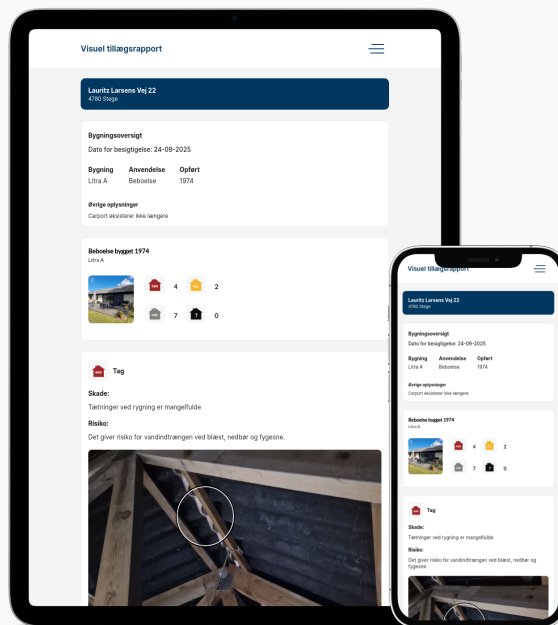 Visuel tillægsrapport
Lauritz Larsens Vej 22
4780 Stege
Bygningsoversigt
Dato for besigtigelse: 24-09-2025
Bygning Anvendelse Opført
Litra A Beboelse 1974
Øvrige oplysninger
Carport eksisterer ikke længere
Beboelse bygget 1974
Litra A
4 2
7 ? 0
Tag
Skade:
Tætninger ved rygning er mangelfulde
Risiko:
Det giver risiko for vandindtrængen ved blæst, nedbør og fygesne.
Visuel tillægsrapport
Lauritz Larsens Vej 22
4780 Stege
Bygningsoversigt
Dato for besigtigelse: 24-09-2025
Bygning Anvendelse Opført
Litra A Beboelse 1974
Øvrige oplysninger
Carport eksisterer ikke længere
Beboelse bygget 1974
Litra A
4 2
7 0
Tag
Skade:
Tætninger ved rygning er mangelfulde
Risiko:
Det giver risiko for vandindtrængen ved blæst, nedbør og
fygesne.